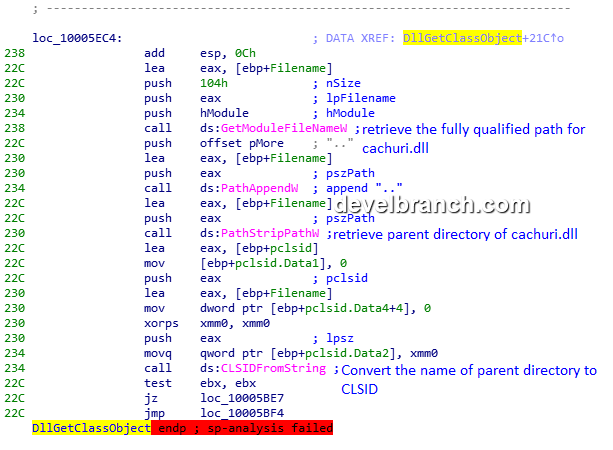 ; ---------------------------------------------------------------------------
loc_10005EC4: ; DATA XREF: DllGetClassObject+21C↑o
238 add esp, 0Ch
22C lea eax, [ebp+Filename]
22C push 104h ; nSize
230 push eax ; lpFilename
234 push hModule ; hModule
238 call ds:GetModuleFileNameW ;retrieve the fully qualified path for
22C push offset pMore ; ".." cachuri.dll
230 lea eax, [ebp+Filename]
230 push eax ; pszPath
234 call ds:PathAppendW ; append ".."
22C lea eax, [ebp+Filename]
develbranch.com
22C push eax ; pszPath
230 call ds:PathStripPathW ;retrieve parent directory of cachuri.dll
22C lea eax, [ebp+pclsid]
22C mov [ebp+pclsid.Data1], 0
22C push eax ; pclsid
230 lea eax, [ebp+Filename]
230 mov dword ptr [ebp+pclsid.Data4+4], 0
230 xorps xmm0, xmm0
230 push eax ; lpsz
234 movq qword ptr [ebp+pclsid.Data2], xmm0
234 call ds:CLSIDFromString ;Convert the name of parent directory to
22C test ebx, ebx CLSID
22C jz loc_10005BE7
22C jmp loc_10005BF4
DllGetClassObject endp ; sp-analysis failed